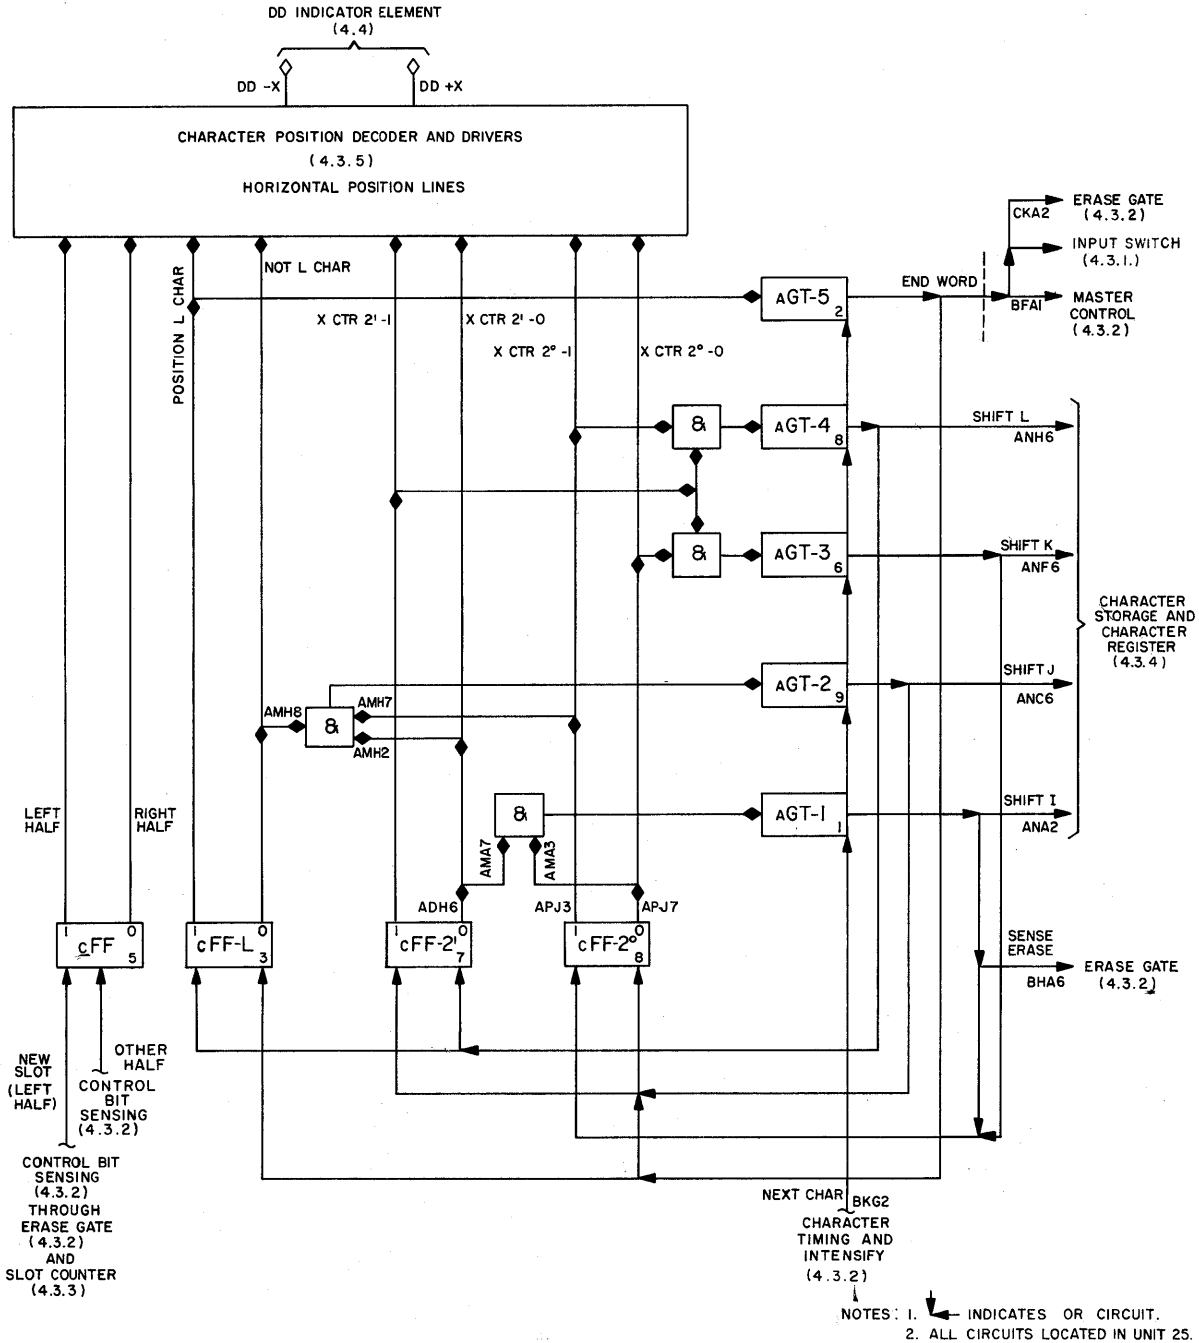 DD INDICATOR ELEMENT
(4.4)
DD -X
DD +X
CHARACTER POSITION DECODER AND DRIVERS
(4.3.5)
HORIZONTAL POSITION LINES
CKA2
ERASE GATE
(4.3.2)
INPUT SWITCH
(4.3.1.)
END WORD
BFA1
MASTER
CONTROL
(4.3.2)
NOT L CHAR
POSITION L CHAR
X CTR 2¹ -1
X CTR 2¹ -0
X CTR 2⁰ -1
X CTR 2⁰ -0
AGT-5
2
&
AGT-4
8
SHIFT L
ANH6
&
AGT-3
6
SHIFT K
ANF6
CHARACTER
STORAGE AND
CHARACTER
REGISTER
(4.3.4)
AGT-2
9
SHIFT J
ANC6
AMH8
&
AMH7
AMH2
LEFT
HALF
RIGHT
HALF
&
AGT-1
1
SHIFT I
ANA2
AMA7
AMA3
ADH6
APJ3
APJ7
1 0
cFF
5
1 0
cFF-L
3
1 0
cFF-2¹
7
1 0
cFF-2⁰
8
SENSE
ERASE
BHA6
ERASE GATE
(4.3.2)
NEW
SLOT
(LEFT
HALF)
OTHER
HALF
CONTROL
BIT
SENSING
(4.3.2)
CONTROL BIT
SENSING
(4.3.2)
THROUGH
ERASE GATE
(4.3.2)
AND
SLOT COUNTER
(4.3.3)
NEXT CHAR
BKG2
CHARACTER
TIMING AND
INTENSIFY
(4.3.2)
NOTES: 1. INDICATES OR CIRCUIT.
2. ALL CIRCUITS LOCATED IN UNIT 25.